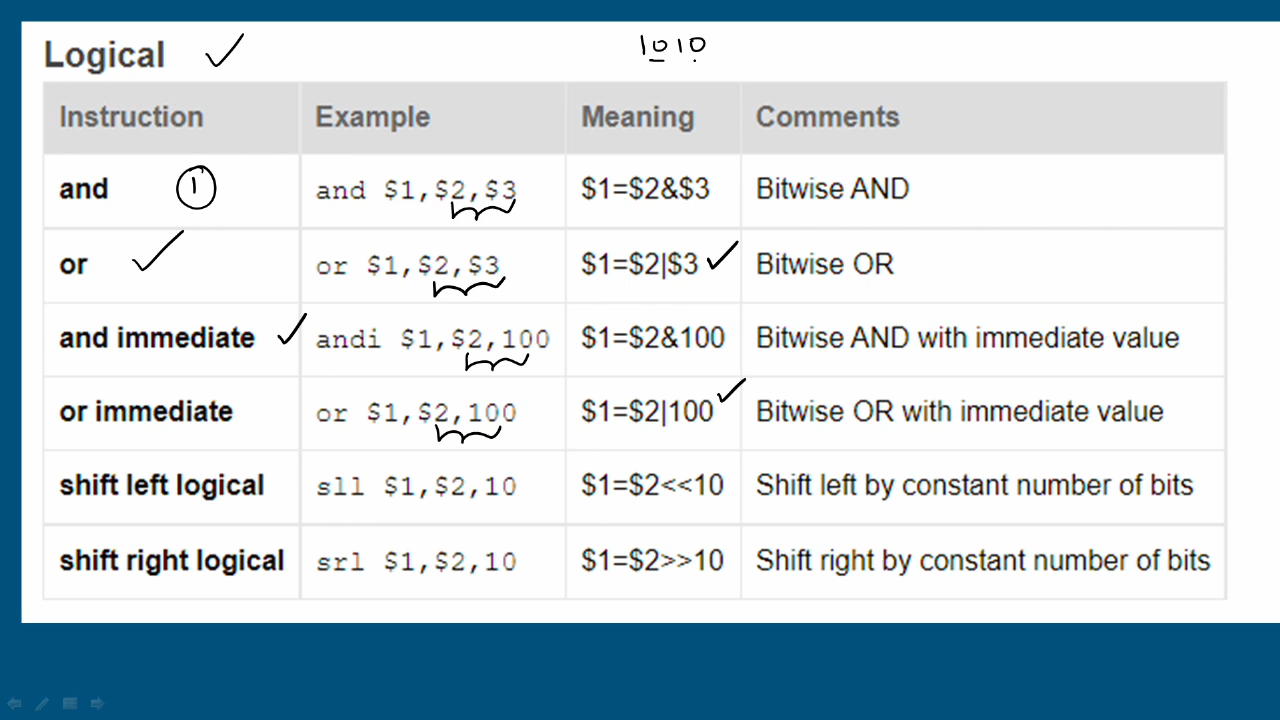 Logical 1010
Instruction Example Meaning Comments
and 1 and $1,$2,$3 $1=$2&$3 Bitwise AND
or or $1,$2,$3 $1=$2|$3 Bitwise OR
and immediate andi $1,$2,100 $1=$2&100 Bitwise AND with immediate value
or immediate or $1,$2,100 $1=$2|100 Bitwise OR with immediate value
shift left logical sll $1,$2,10 $1=$2<<10 Shift left by constant number of bits
shift right logical srl $1,$2,10 $1=$2>>10 Shift right by constant number of bits